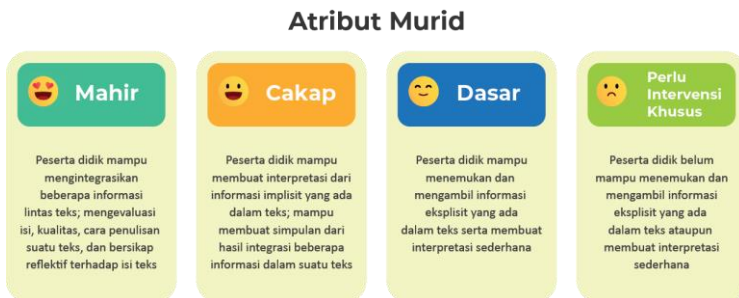 Atribut Murid
Mahir
Peserta didik mampu
mengintegrasikan
beberapa informasi
lintas teks; mengevaluasi
isi, kualitas, cara penulisan
suatu teks, dan bersikap
reflektif terhadap isi teks
Cakap
Peserta didik mampu
membuat interpretasi dari
informasi implisit yang ada
dalam teks; mampu
membuat simpulan dari
hasil integrasi beberapa
informasi dalam suatu teks
Dasar
Peserta didik mampu
menemukan dan
mengambil informasi
eksplisit yang ada
dalam teks serta membuat
interpretasi sederhana
Perlu
Intervensi
Khusus
Peserta didik belum
mampu menemukan dan
mengambil informasi
eksplisit yang ada
dalam teks ataupun
membuat interpretasi
sederhana